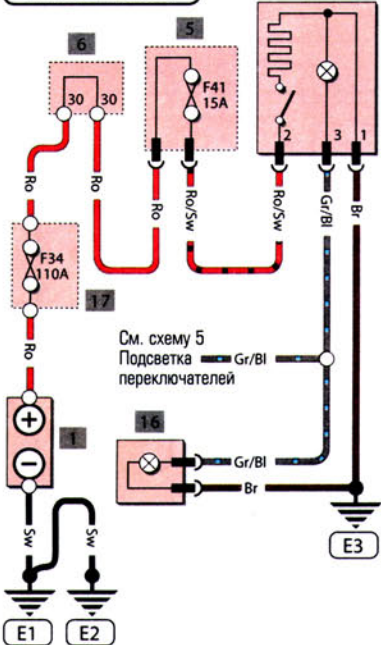 6
5
30 30
F41
15A
2 3 1
Ro
Ro
Ro
Ro/Sw
Ro/Sw
Gr/Bl
Br
F34
110A
17
Ro
См. схему 5
Подсветка Gr/Bl
переключателей
+
1
−
16
Gr/Bl
Br
Sw
Sw
E3
E1 E2